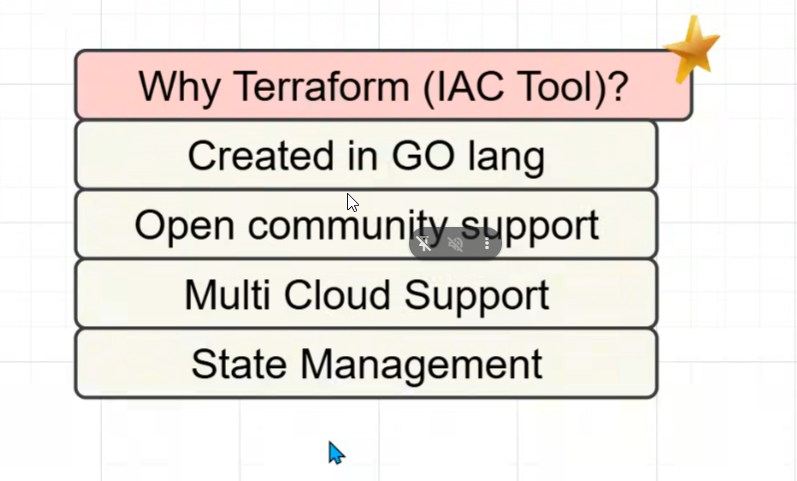 Why Terraform (IAC Tool)?
Created in GO lang
Open community support
Multi Cloud Support
State Management